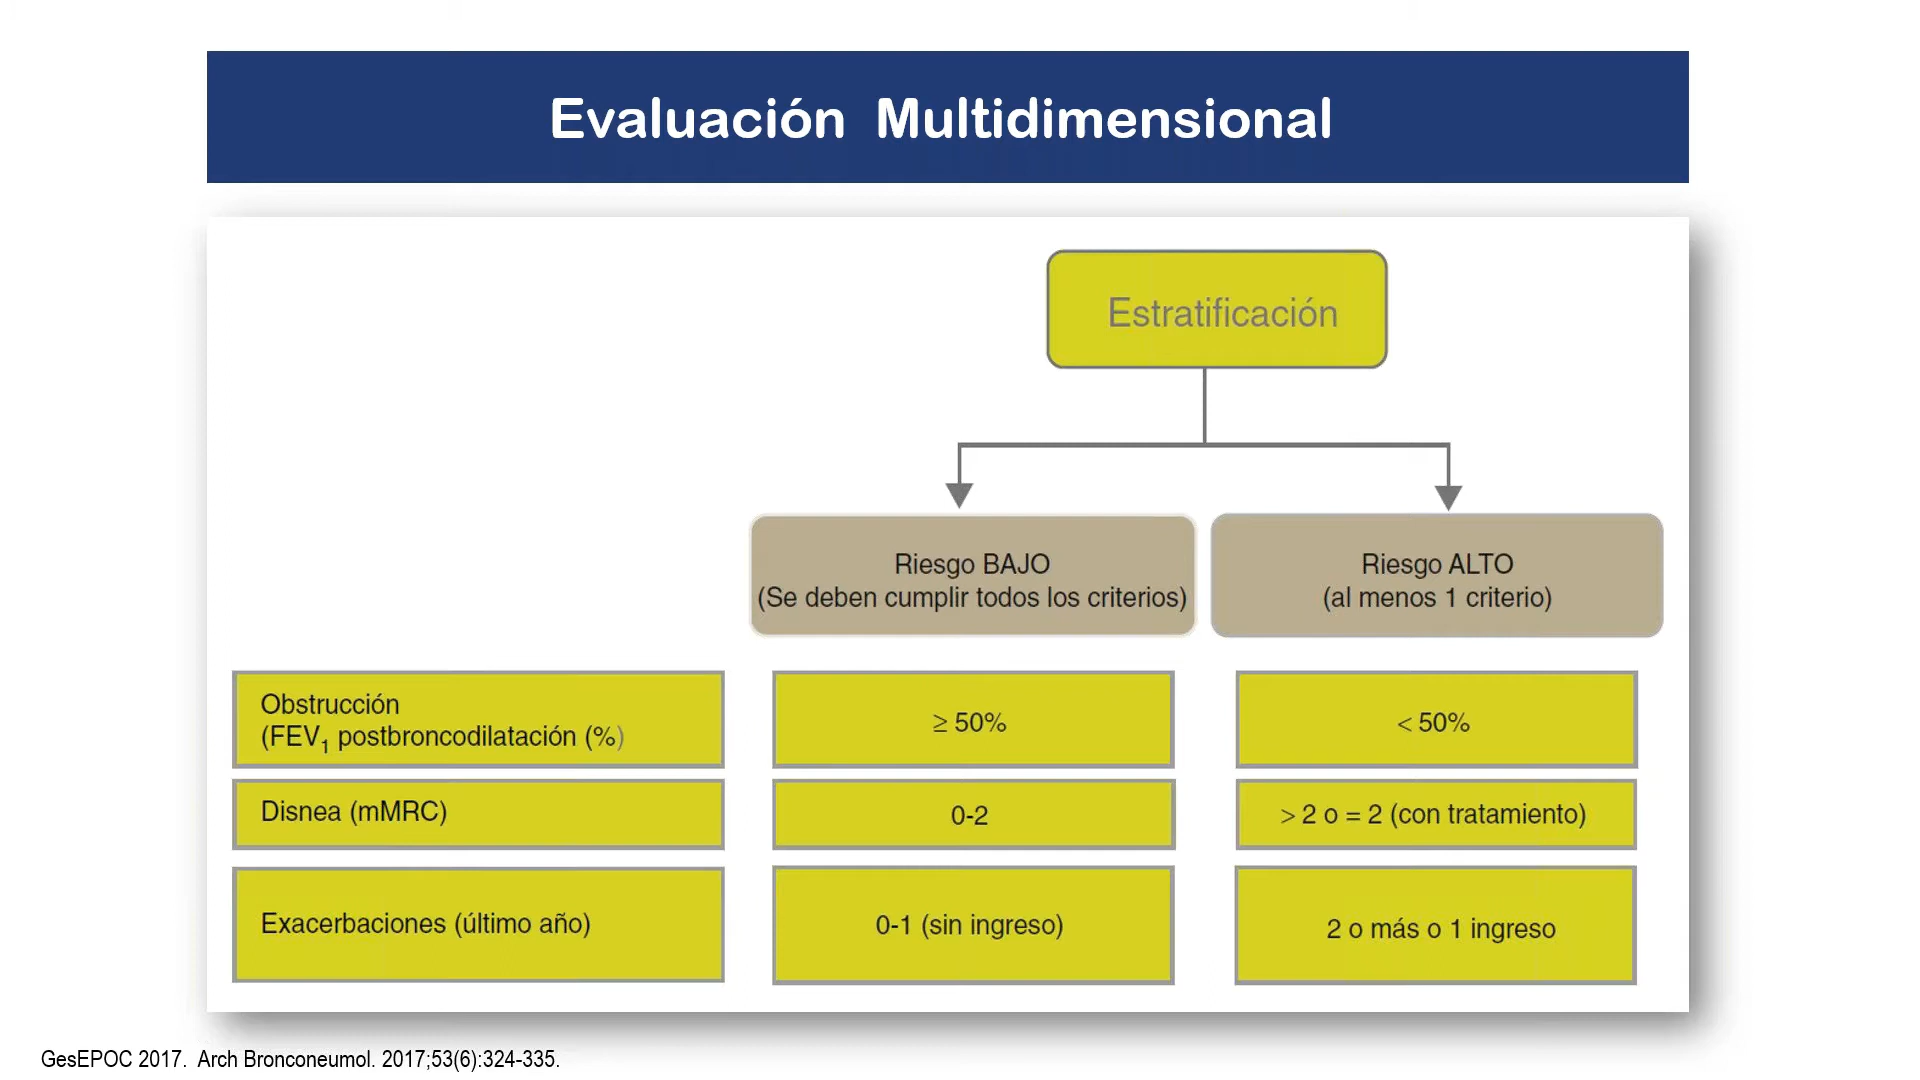 Evaluación Multidimensional
Estratificación
Riesgo BAJO
(Se deben cumplir todos los criterios)
Riesgo ALTO
(al menos 1 criterio)
Obstrucción
(FEV₁ postbroncodilatación (%)
≥ 50%
< 50%
Disnea (mMRC)
0-2
> 2 o = 2 (con tratamiento)
Exacerbaciones (último año)
0-1 (sin ingreso)
2 o más o 1 ingreso
GesEPOC 2017. Arch Bronconeumol. 2017;53(6):324-335.